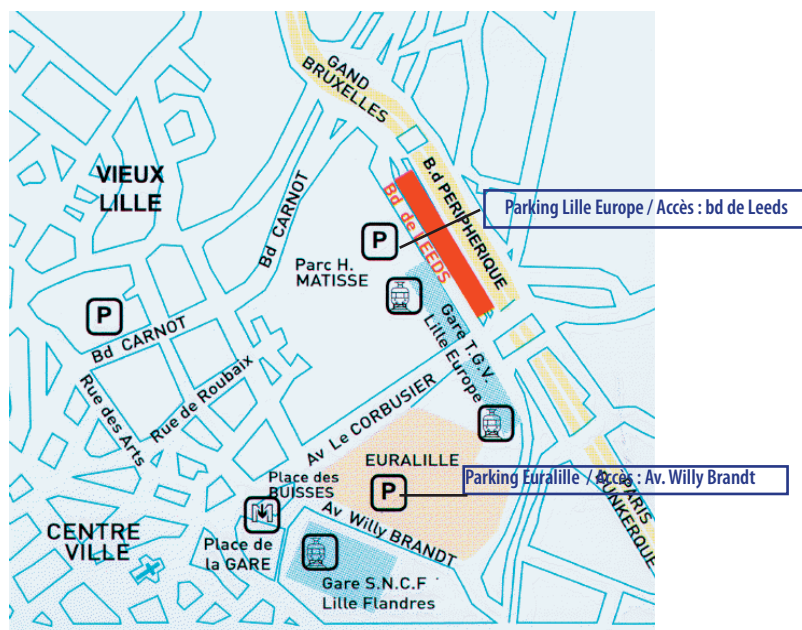 GAND
BRUXELLES
VIEUX
LILLE
B.d PERIPHERIQUE
Bd CARNOT
Bd de LEEDS
Parking Lille Europe / Accès : bd de Leeds
P
Parc H.
MATISSE
P
Bd CARNOT
Gare T.G.V.
Lille Europe
Rue des Arts
Rue de Roubaix
Av Le CORBUSIER
EURALILLE
Parking Euralille / Accès : Av. Willy Brandt
P
Place des
BUISSES
PARIS
DUNKERQUE
M
Av Willy BRANDT
CENTRE
VILLE
Place de
la GARE
Gare S.N.C.F
Lille Flandres